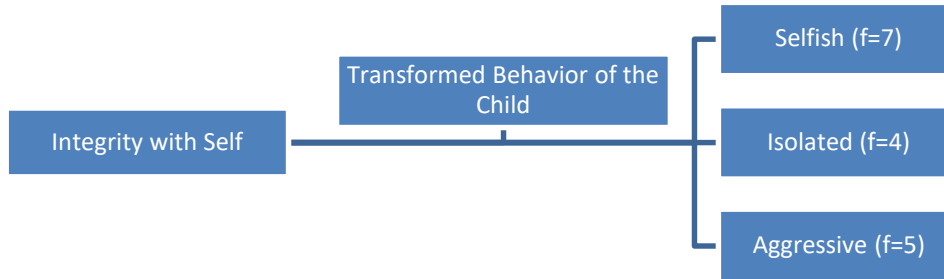 Selfish (f=7)
Transformed Behavior of the
Child
Integrity with Self
Isolated (f=4)
Aggressive (f=5)